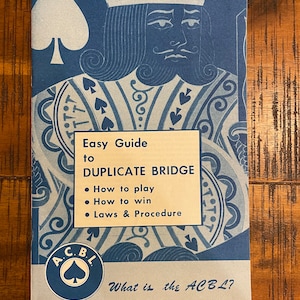 Easy Guide
to
DUPLICATE BRIDGE
• How to play
• How to win
• Laws & Procedure
A.C.B.L
What is the ACBL?